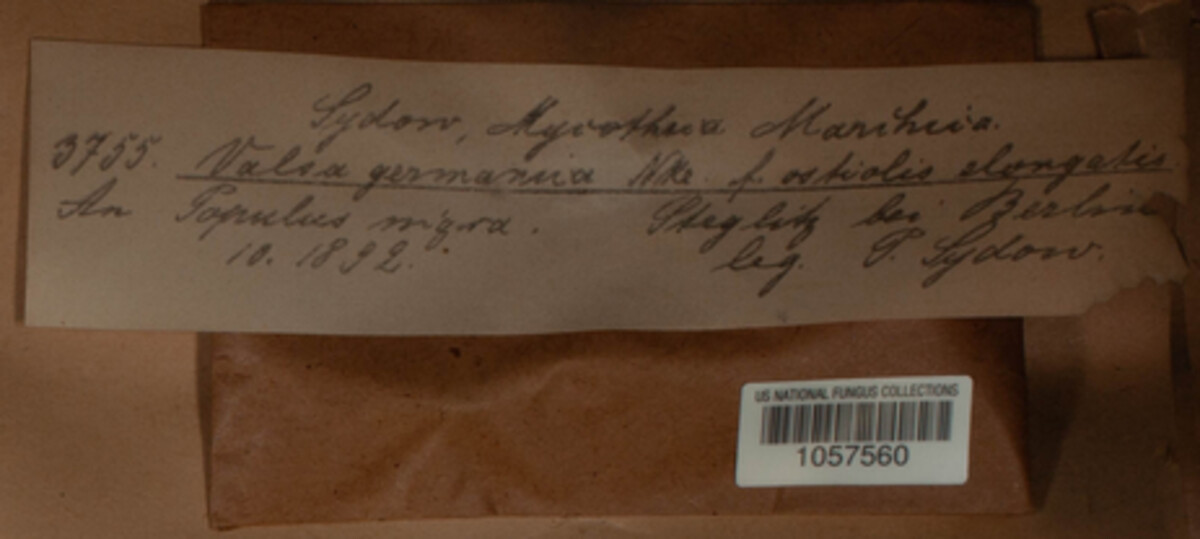 Sydow, Mycotheca Marchica.
3755. Valsa germanica Nke. f. ostiolis elongatis
An Populus nigra. Steglitz bei Berlin
10. 1892. leg. P. Sydow.
US NATIONAL FUNGUS COLLECTIONS
1057560